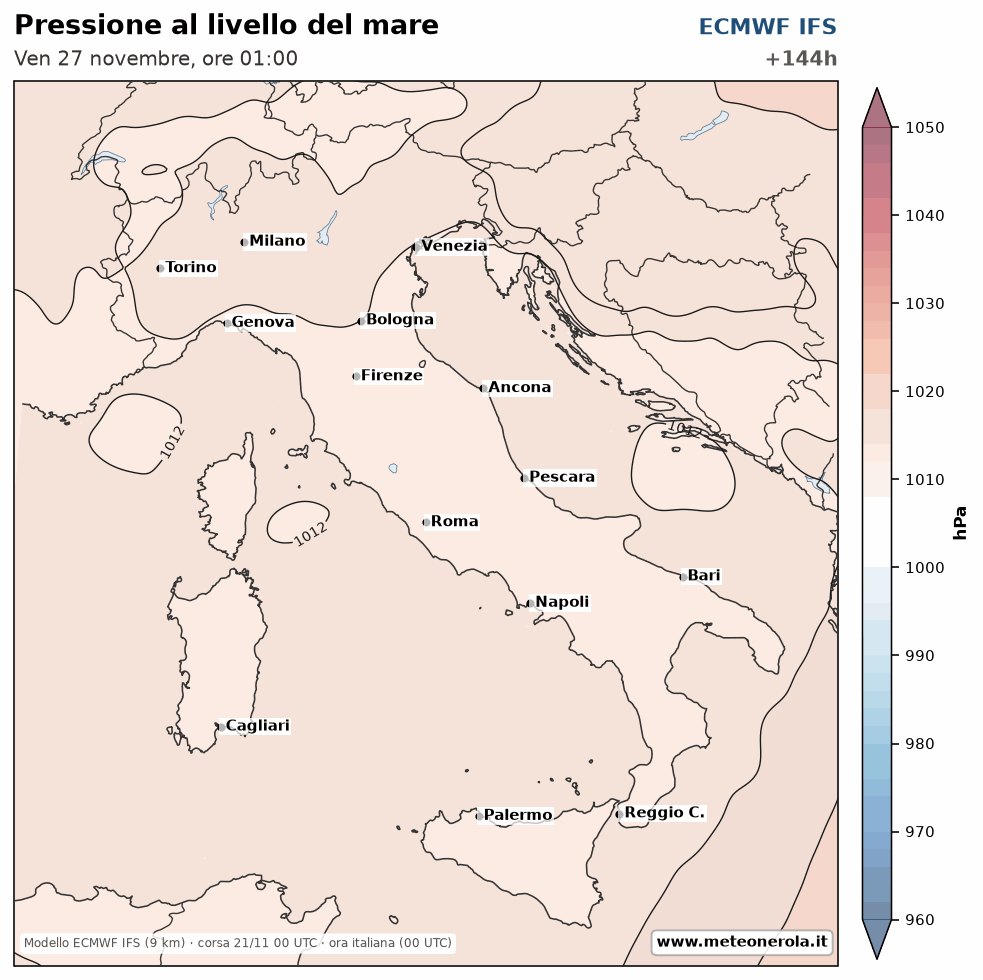 Pressione al livello del mare
ECMWF IFS
Ven 27 novembre, ore 01:00
+144h
Milano
Venezia
Torino
Genova
Bologna
Firenze
Ancona
1012
Pescara
1012
Roma
Bari
Napoli
Cagliari
Palermo
Reggio C.
Modello ECMWF IFS (9 km) · corsa 21/11 00 UTC · ora italiana (00 UTC)
www.meteonerola.it
1050
1040
1030
1020
1010
1000
990
980
970
960
hPa